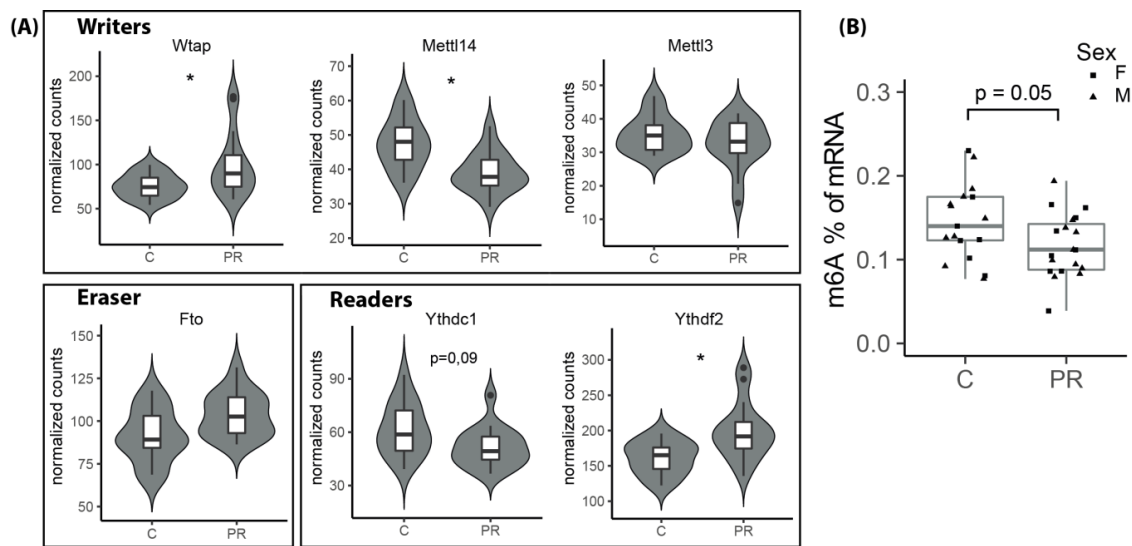 (A)
Writers
Wtap
normalized counts
200
150
100
50
*
C
PR
Mettl14
normalized counts
70
60
50
40
30
20
*
C
PR
Mettl3
normalized counts
50
40
30
20
10
C
PR
Eraser
Fto
normalized counts
150
125
100
75
50
C
PR
Readers
Ythdc1
normalized counts
90
60
30
p=0,09
C
PR
Ythdf2
normalized counts
300
250
200
150
100
*
C
PR
(B)
Sex
F
M
p = 0.05
m6A % of mRNA
0.3
0.2
0.1
0.0
C
PR